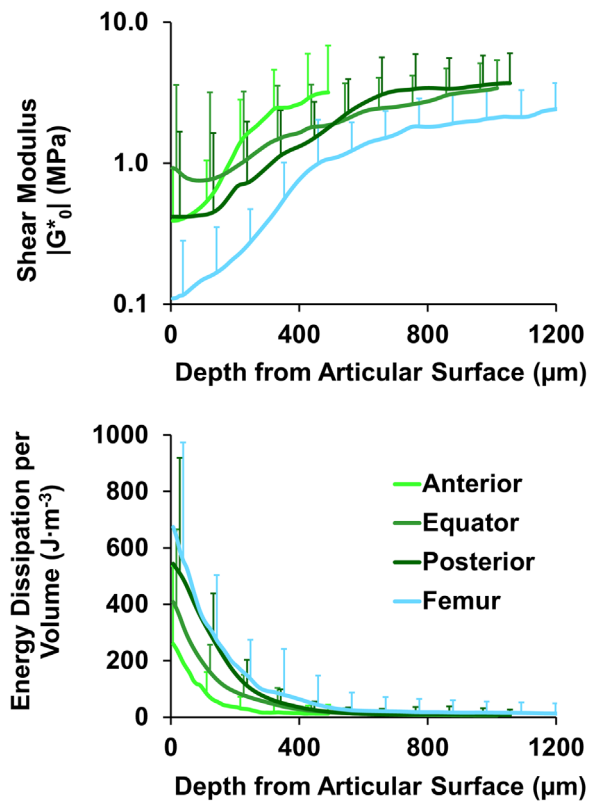 10.0
1.0
0.1
Shear Modulus
|G*0| (MPa)
0 400 800 1200
Depth from Articular Surface (μm)
1000
800
600
400
200
0
Energy Dissipation per
Volume (J·m-3)
Anterior
Equator
Posterior
Femur
0 400 800 1200
Depth from Articular Surface (μm)